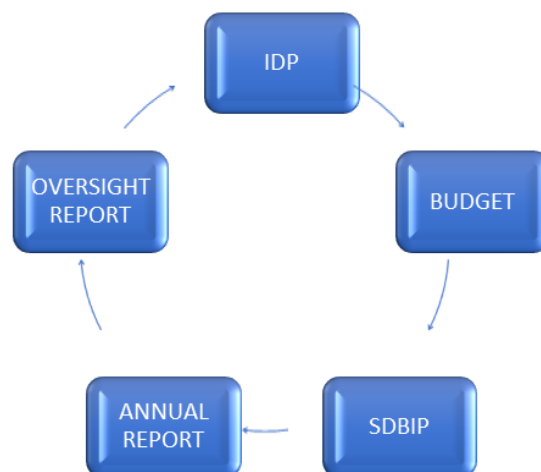 IDP
BUDGET
SDBIP
ANNUAL
REPORT
OVERSIGHT
REPORT